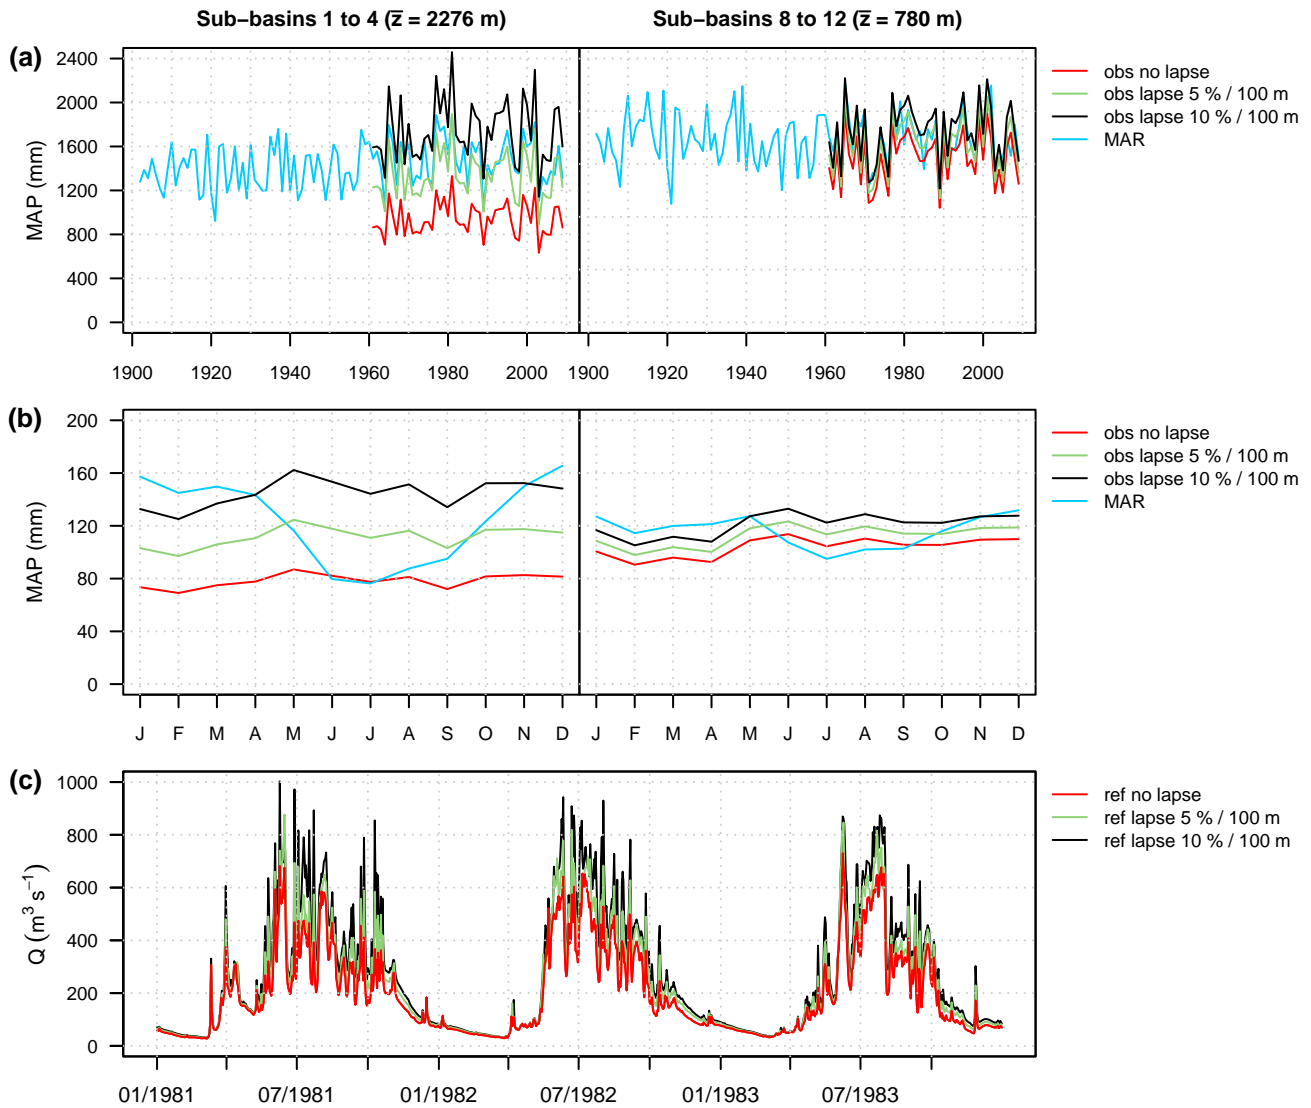 Sub−basins 1 to 4 (z̅ = 2276 m) Sub−basins 8 to 12 (z̅ = 780 m)
(a)
MAP (mm)
2400
2000
1600
1200
800
400
0
1900 1920 1940 1960 1980 2000 1900 1920 1940 1960 1980 2000
obs no lapse
obs lapse 5 % / 100 m
obs lapse 10 % / 100 m
MAR
(b)
MAP (mm)
200
160
120
80
40
0
J F M A M J J A S O N D J F M A M J J A S O N D
obs no lapse
obs lapse 5 % / 100 m
obs lapse 10 % / 100 m
MAR
(c)
Q (m³ s⁻¹)
1000
800
600
400
200
0
01/1981 07/1981 01/1982 07/1982 01/1983 07/1983
ref no lapse
ref lapse 5 % / 100 m
ref lapse 10 % / 100 m